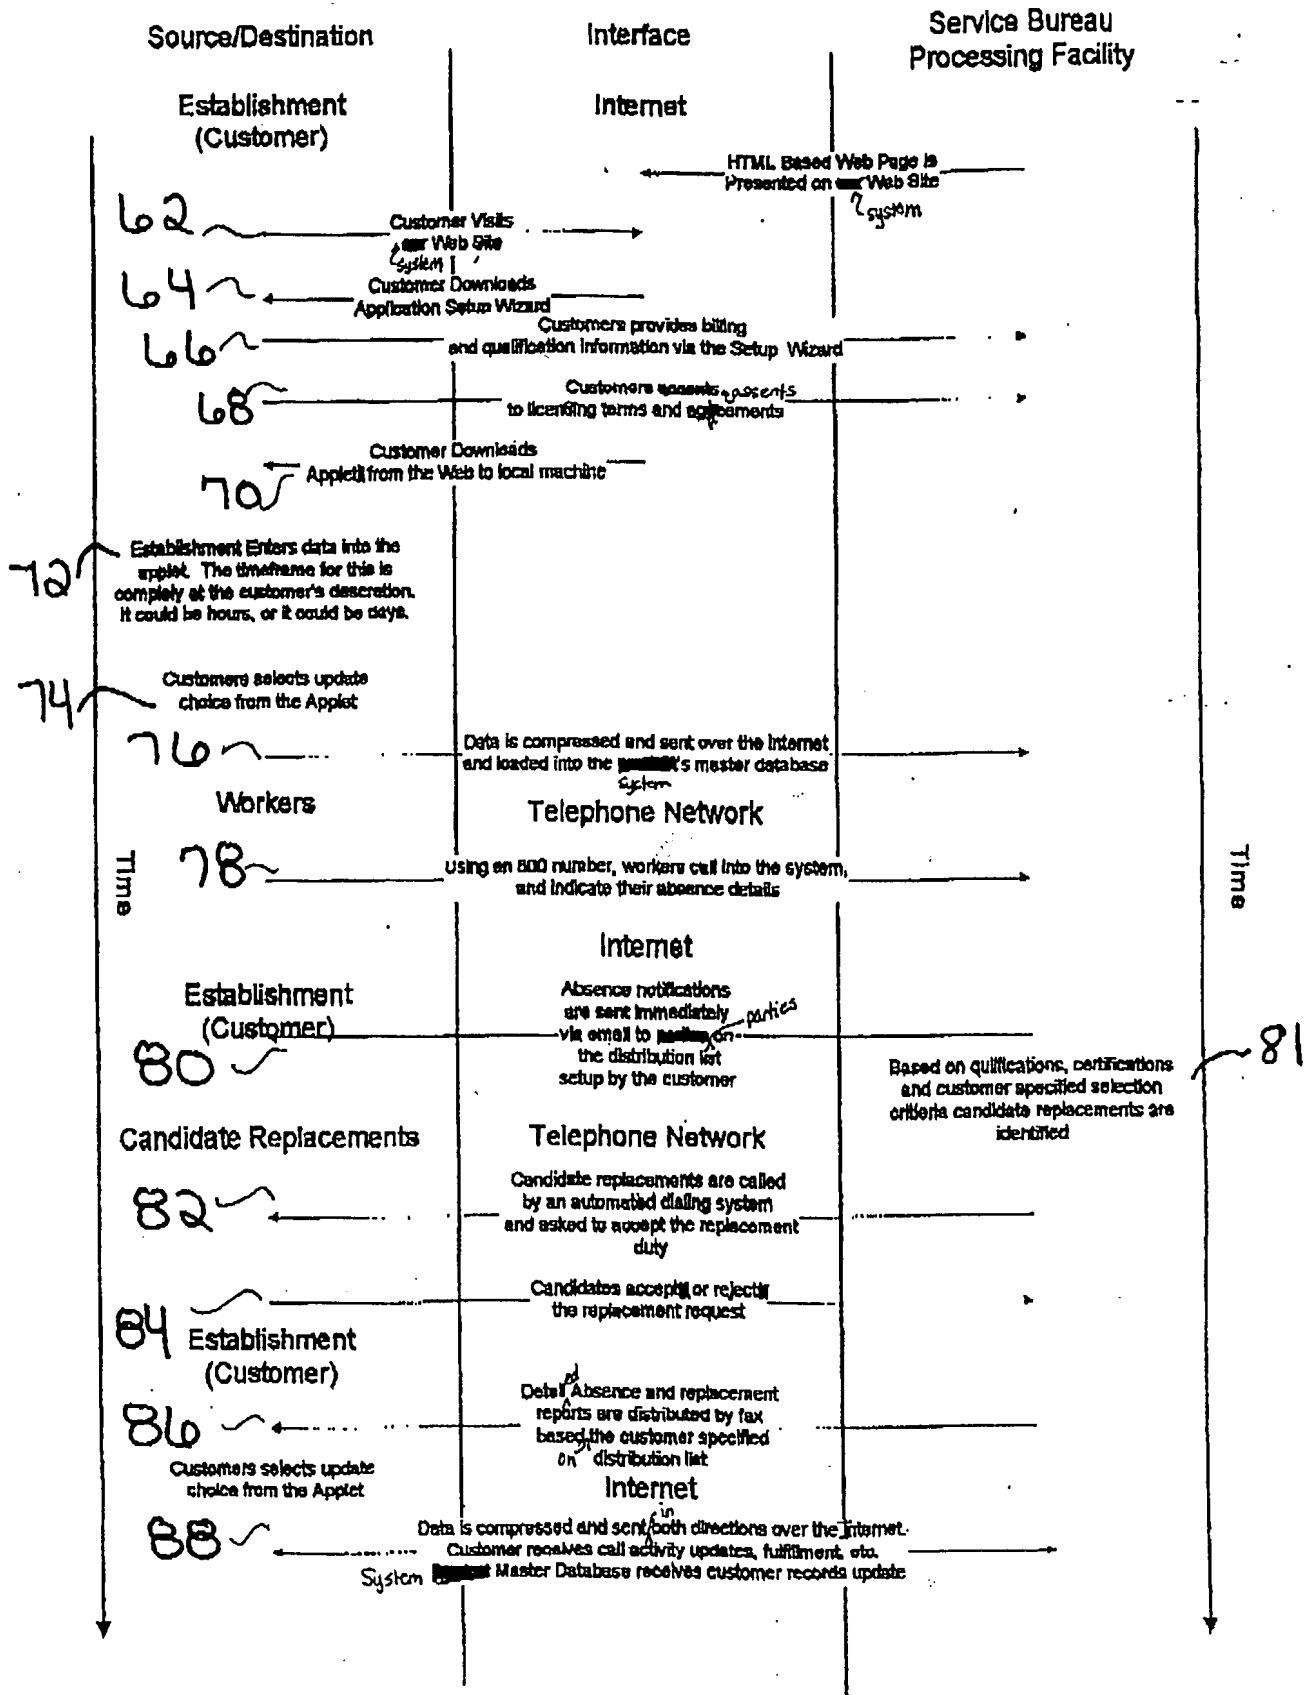 Source/Destination
Interface
Service Bureau
Processing Facility
Establishment
(Customer)
Internet
HTML Based Web Page is
Presented on Web Site
system
62
Customer Visits
our Web Site
system
64
Customer Downloads
Application Setup Wizard
66
Customers provides billing
and qualification information via the Setup Wizard
68
Customers assents
to licensing terms and agreements
Customer Downloads
Applet from the Web to local machine
70
72
Establishment Enters data into the
applet. The timeframe for this is
complely at the customer's descretion.
It could be hours, or it could be days.
74
Customers selects update
choice from the Applet
76
Data is compressed and sent over the Internet
and loaded into the 's master database
system
Workers
Telephone Network
78
Using an 800 number, workers call into the system,
and indicate their absence details
Time
Time
Internet
Establishment
(Customer)
80
Absence notifications
are sent immediately
parties
via email to on
the distribution list
setup by the customer
81
Based on qulifications, certifications
and customer specified selection
criteria candidate replacements are
identified
Candidate Replacements
Telephone Network
82
Candidate replacements are called
by an automated dialing system
and asked to accept the replacement
duty
84
Candidates accept or reject
the replacement request
Establishment
(Customer)
86
ed
Detail Absence and replacement
reports are distributed by fax
based the customer specified
on distribution list
Customers selects update
choice from the Applet
Internet
88
in
Data is compressed and sent both directions over the Internet.
Customer receives call activity updates, fulfillment, etc.
System Master Database receives customer records update